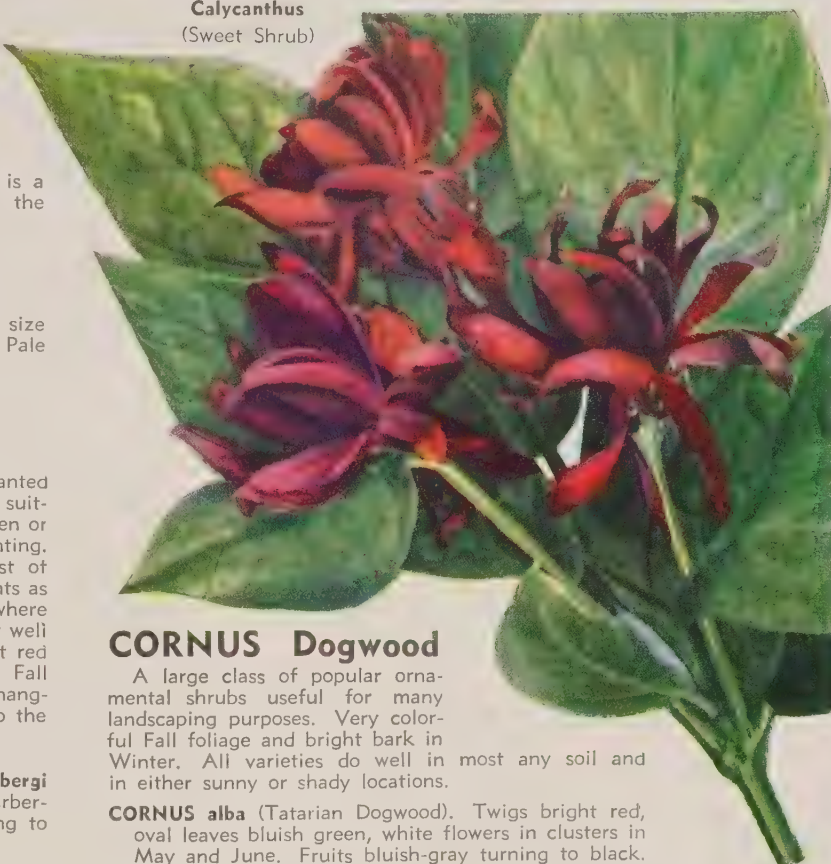 Calycanthus
(Sweet Shrub)
is a
the
size
Pale
anted
suit-
en or
nting.
st of
nts as
where
well
t red
Fall
hang-
o the
bergi
rber-
ng to
CORNUS Dogwood
A large class of popular orna-
mental shrubs useful for many
landscaping purposes. Very color-
ful Fall foliage and bright bark in
Winter. All varieties do well in most any soil and
in either sunny or shady locations.
CORNUS alba (Tatarian Dogwood). Twigs bright red,
oval leaves bluish green, white flowers in clusters in
May and June. Fruits bluish-gray turning to black.